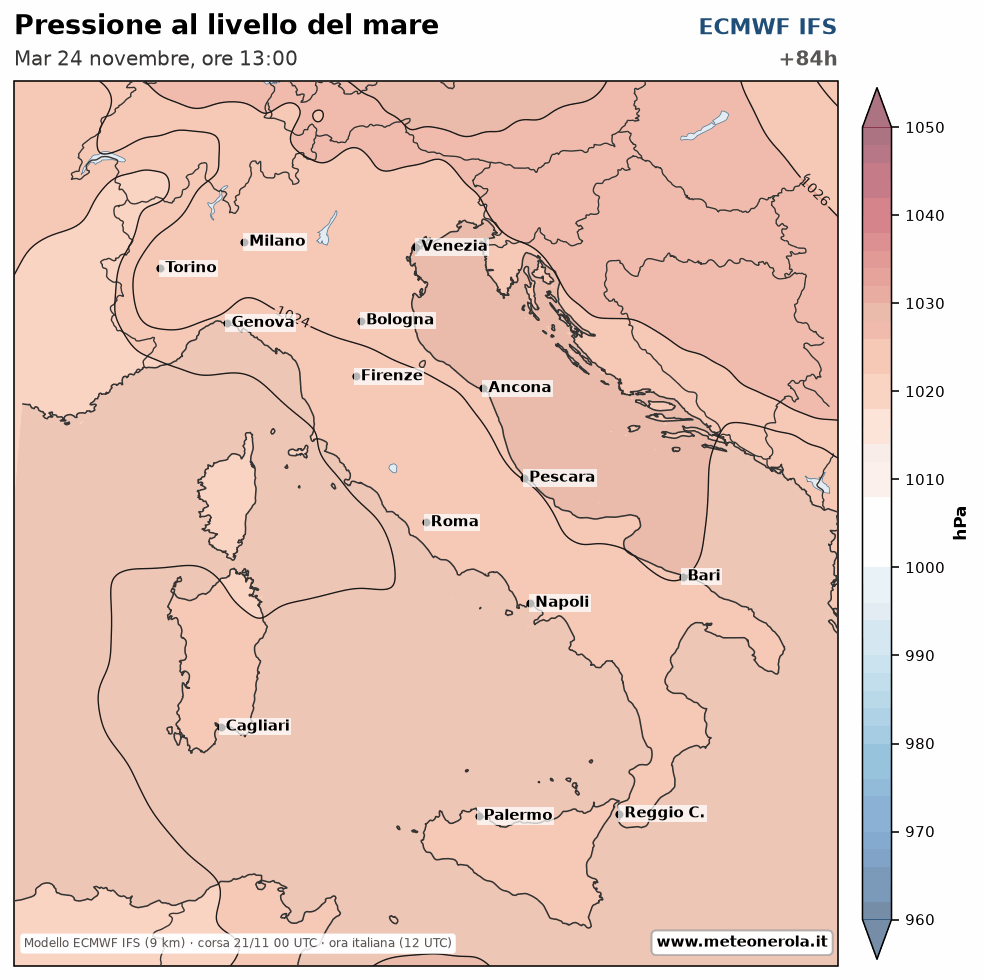 Pressione al livello del mare
ECMWF IFS
Mar 24 novembre, ore 13:00
+84h
1026
Milano
Venezia
Torino
1024
Genova
Bologna
Firenze
Ancona
Pescara
Roma
Bari
Napoli
Cagliari
Palermo
Reggio C.
1050
1040
1030
1020
1010
1000
990
980
970
960
hPa
Modello ECMWF IFS (9 km) · corsa 21/11 00 UTC · ora italiana (12 UTC)
www.meteonerola.it